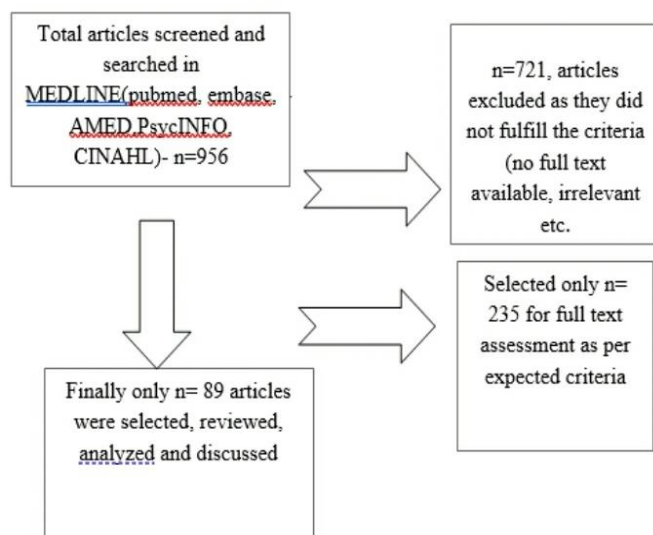 Total articles screened and
searched in
MEDLINE(pubmed, embase,
AMED,PsycINFO,
CINAHL)- n=956
n=721, articles
excluded as they did
not fulfill the criteria
(no full text
available, irrelevant
etc.
Selected only n=
235 for full text
assessment as per
expected criteria
Finally only n= 89 articles
were selected, reviewed,
analyzed and discussed